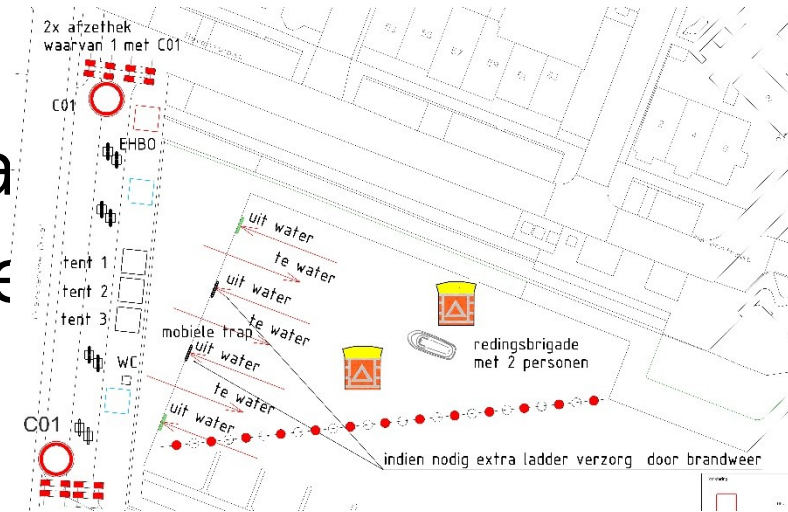 2x afzethek
waarvan 1 met C01
C01
EHBO
a
e
tent 1
tent 2
tent 3
WC
C01
uit water
te water
uit water
te water
mobiele trap
uit water
te water
uit water
redingsbrigade
met 2 personen
indien nodig extra ladder verzorg door brandweer